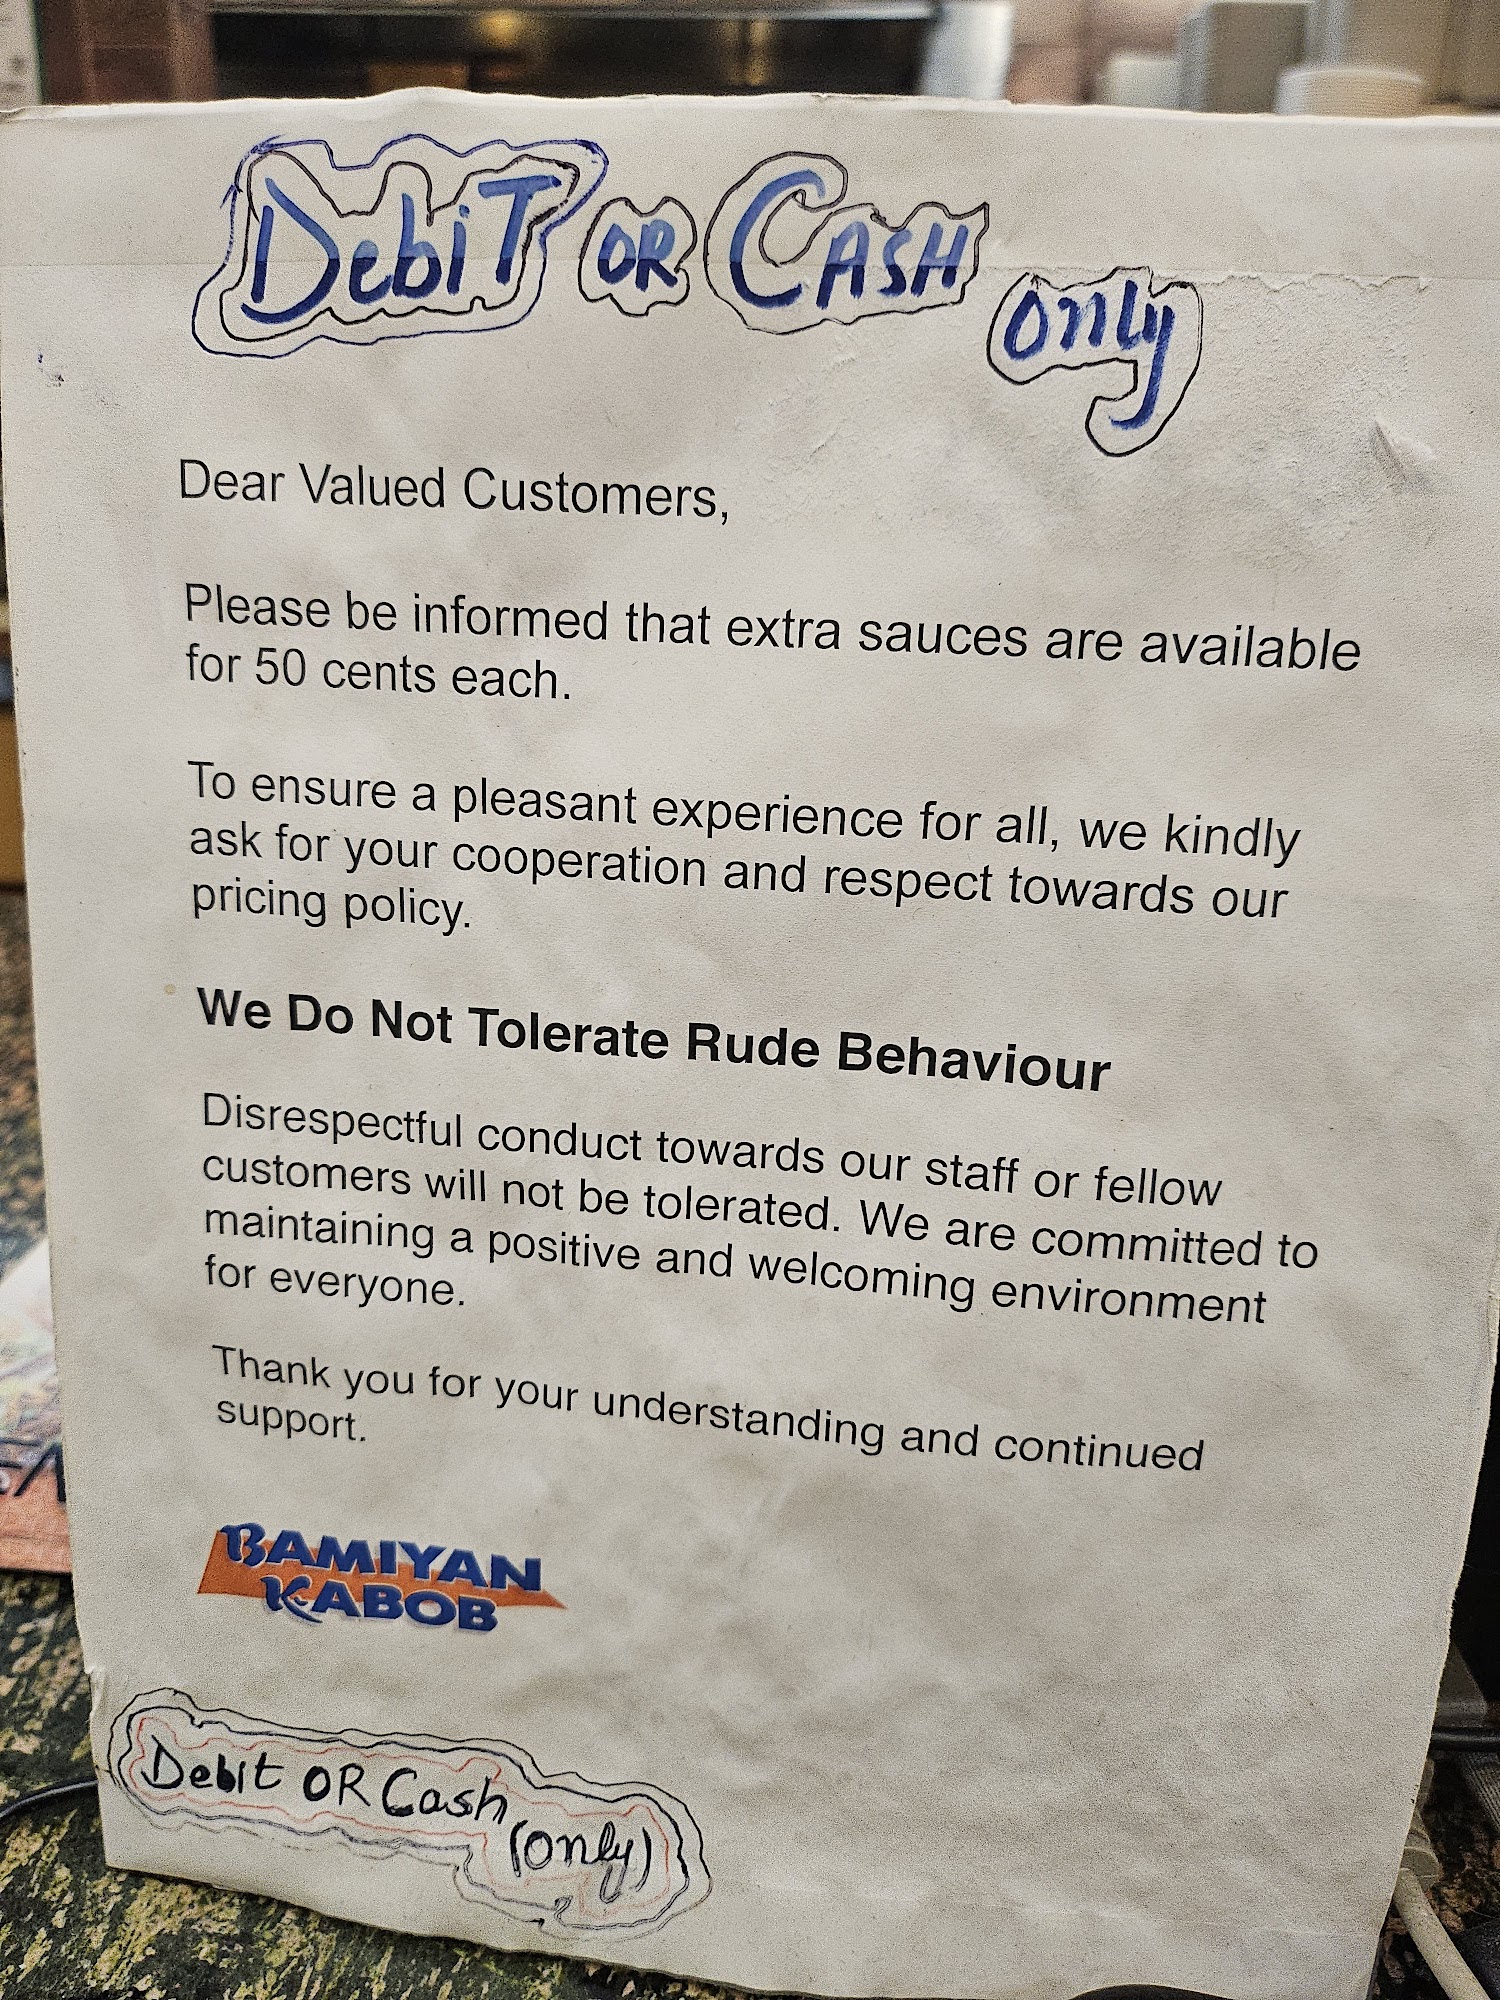 DebiT OR CASH
only
Dear Valued Customers,
Please be informed that extra sauces are available
for 50 cents each.
To ensure a pleasant experience for all, we kindly
ask for your cooperation and respect towards our
pricing policy.
We Do Not Tolerate Rude Behaviour
Disrespectful conduct towards our staff or fellow
customers will not be tolerated. We are committed to
maintaining a positive and welcoming environment
for everyone.
Thank you for your understanding and continued
support.
BAMIYAN
KABOB
Debit OR Cash
(only)